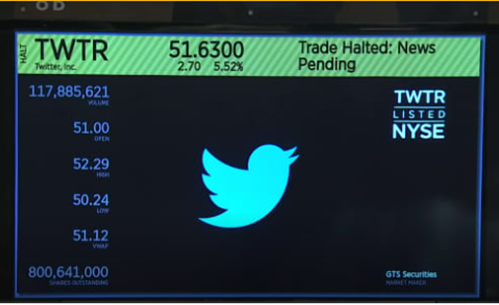 HALT
TWTR
Twitter, Inc.
51.6300
2.70 5.52%
Trade Halted: News
Pending
117,885,621
VOLUME
51.00
OPEN
52.29
HIGH
50.24
LOW
51.12
VWAP
800,641,000
SHARES OUTSTANDING
TWTR
LISTED
NYSE
GTS Securities
MARKET MAKER